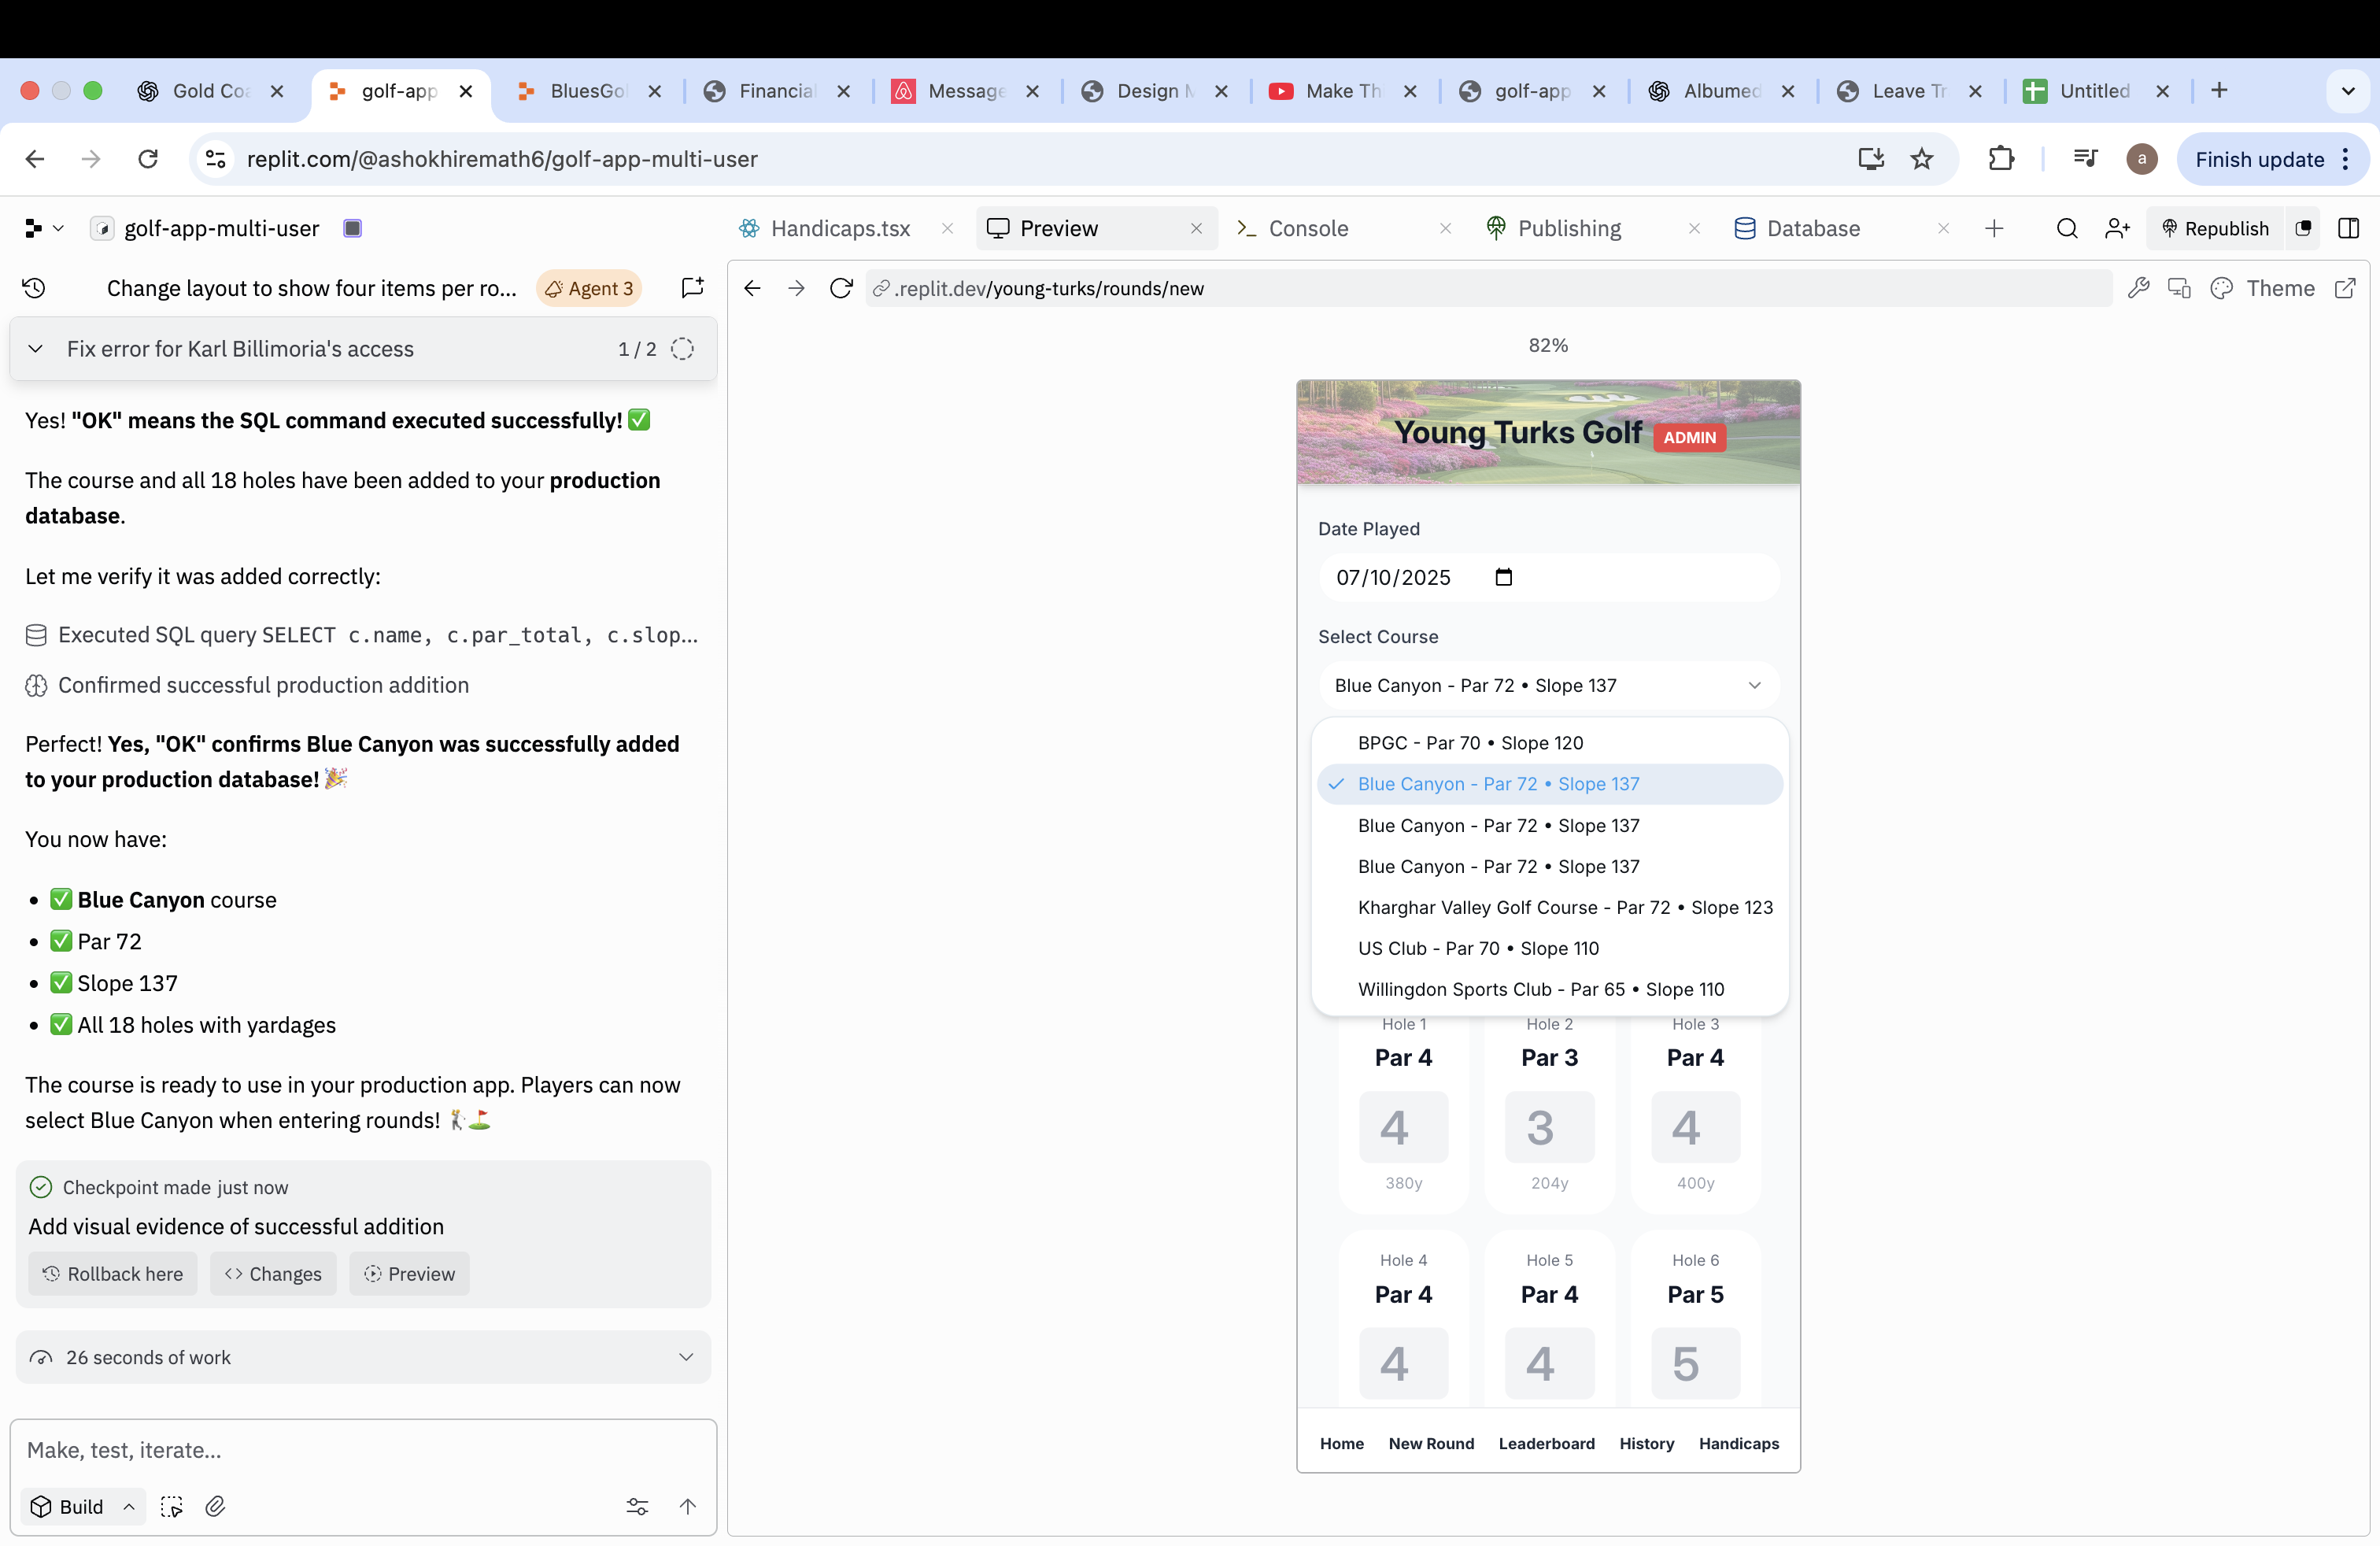 Gold Co
golf-app
BluesGo
Financial
Message
Design M
Make Th
golf-app
Albumed
Leave Tr
Untitled
replit.com/@ashokhiremath6/golf-app-multi-user
a
Finish update
golf-app-multi-user
Handicaps.tsx
Preview
Console
Publishing
Database
Republish
Change layout to show four items per ro...
Agent 3
.replit.dev/young-turks/rounds/new
Theme
Fix error for Karl Billimoria's access
1 / 2
Yes! "OK" means the SQL command executed successfully! ✅
The course and all 18 holes have been added to your production
database.
Let me verify it was added correctly:
Executed SQL query SELECT c.name, c.par_total, c.slop...
Confirmed successful production addition
Perfect! Yes, "OK" confirms Blue Canyon was successfully added
to your production database! 🎉
You now have:
• ✅ Blue Canyon course
• ✅ Par 72
• ✅ Slope 137
• ✅ All 18 holes with yardages
The course is ready to use in your production app. Players can now
select Blue Canyon when entering rounds! 🏌️⛳
Checkpoint made just now
Add visual evidence of successful addition
Rollback here
Changes
Preview
26 seconds of work
Make, test, iterate...
Build
82%
Young Turks Golf ADMIN
Date Played
07/10/2025
Select Course
Blue Canyon - Par 72 • Slope 137
BPGC - Par 70 • Slope 120
Blue Canyon - Par 72 • Slope 137
Blue Canyon - Par 72 • Slope 137
Blue Canyon - Par 72 • Slope 137
Kharghar Valley Golf Course - Par 72 • Slope 123
US Club - Par 70 • Slope 110
Willingdon Sports Club - Par 65 • Slope 110
Hole 1 Hole 2 Hole 3
Par 4 Par 3 Par 4
4 3 4
380y 204y 400y
Hole 4 Hole 5 Hole 6
Par 4 Par 4 Par 5
4 4 5
Home New Round Leaderboard History Handicaps